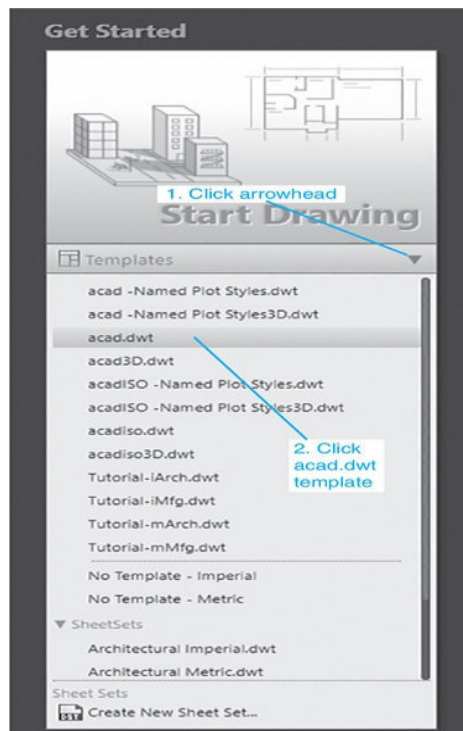 Get Started
1. Click arrowhead
Start Drawing
Templates
acad -Named Plot Styles.dwt
acad -Named Plot Styles3D.dwt
acad.dwt
acad3D.dwt
acadISO -Named Plot Styles.dwt
acadISO -Named Plot Styles3D.dwt
acadiso.dwt
acadiso3D.dwt
2. Click
acad.dwt
template
Tutorial-iArch.dwt
Tutorial-iMfg.dwt
Tutorial-mArch.dwt
Tutorial-mMfg.dwt
No Template - Imperial
No Template - Metric
SheetSets
Architectural Imperial.dwt
Architectural Metric.dwt
Sheet Sets
DST
Create New Sheet Set...